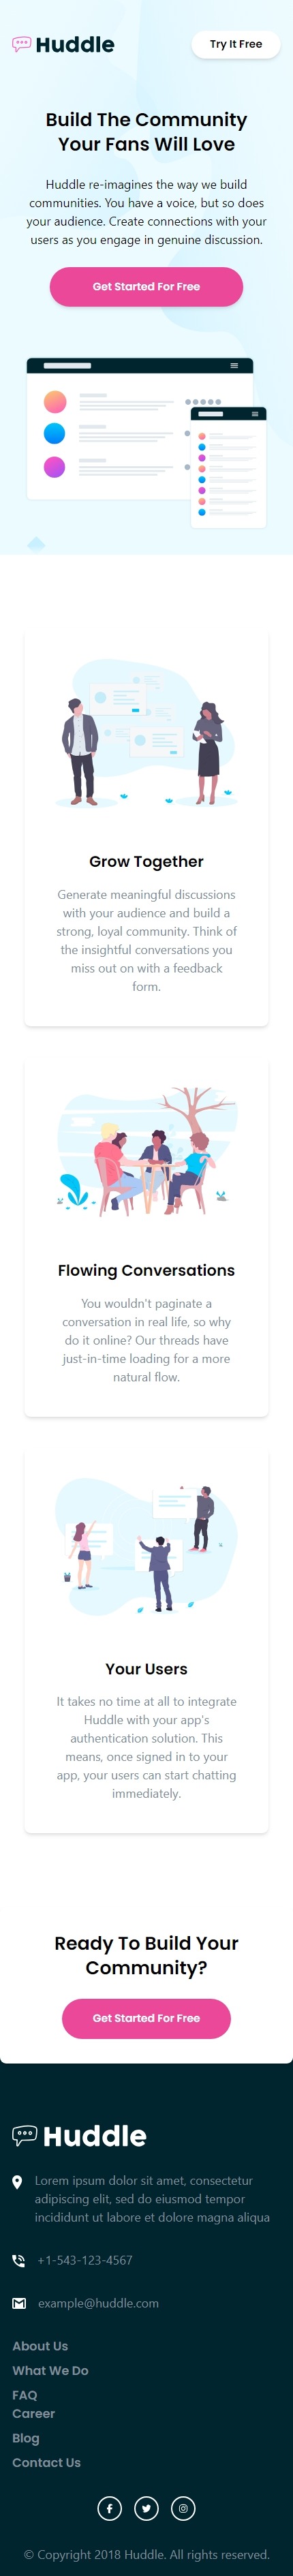 Huddle
Try It Free
Build The Community
Your Fans Will Love
Huddle re-imagines the way we build
communities. You have a voice, but so does
your audience. Create connections with your
users as you engage in genuine discussion.
Get Started For Free
Grow Together
Generate meaningful discussions
with your audience and build a
strong, loyal community. Think of
the insightful conversations you
miss out on with a feedback
form.
Flowing Conversations
You wouldn't paginate a
conversation in real life, so why
do it online? Our threads have
just-in-time loading for a more
natural flow.
Your Users
It takes no time at all to integrate
Huddle with your app's
authentication solution. This
means, once signed in to your
app, your users can start chatting
immediately.
Ready To Build Your
Community?
Get Started For Free
Huddle
Lorem ipsum dolor sit amet, consectetur
adipiscing elit, sed do eiusmod tempor
incididunt ut labore et dolore magna aliqua
+1-543-123-4567
example@huddle.com
About Us
What We Do
FAQ
Career
Blog
Contact Us
© Copyright 2018 Huddle. All rights reserved.